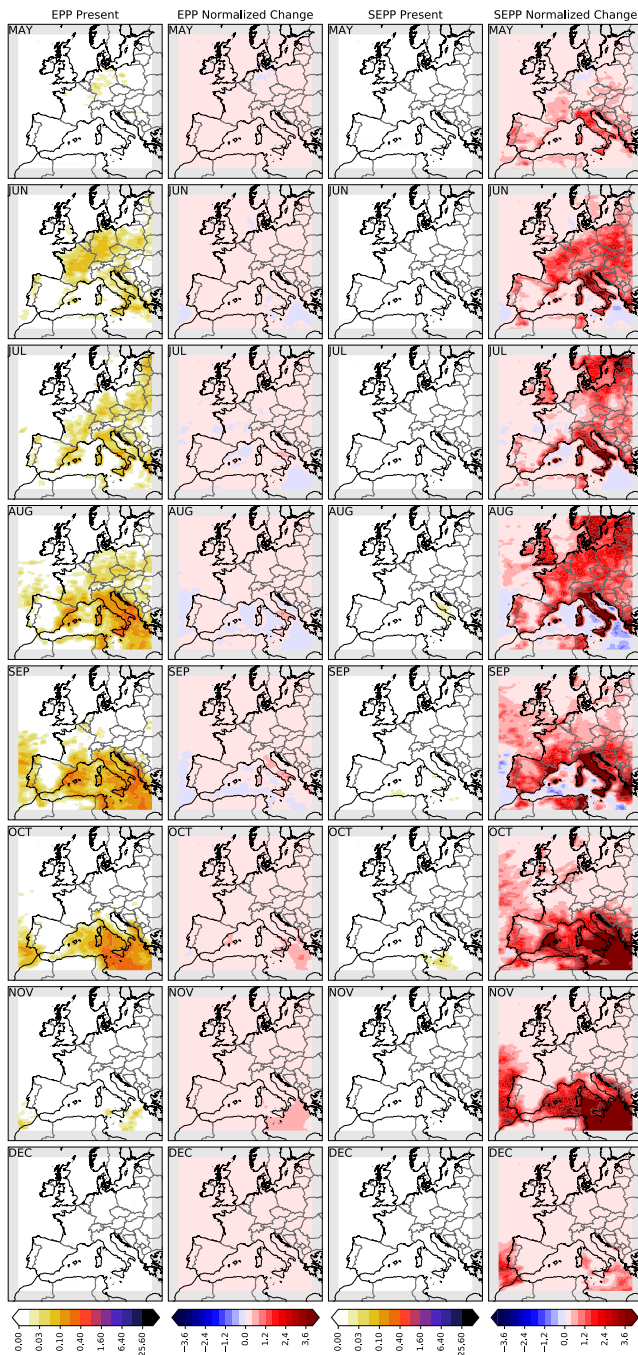 EPP Present EPP Normalized Change SEPP Present SEPP Normalized Change
MAY MAY MAY MAY
JUN JUN JUN JUN
JUL JUL JUL JUL
AUG AUG AUG AUG
SEP SEP SEP SEP
OCT OCT OCT OCT
NOV NOV NOV NOV
DEC DEC DEC DEC
0.00 0.03 0.10 0.40 1.60 6.40 25.60 −3.6 −2.4 −1.2 0.0 1.2 2.4 3.6 0.00 0.03 0.10 0.40 1.60 6.40 25.60 −3.6 −2.4 −1.2 0.0 1.2 2.4 3.6